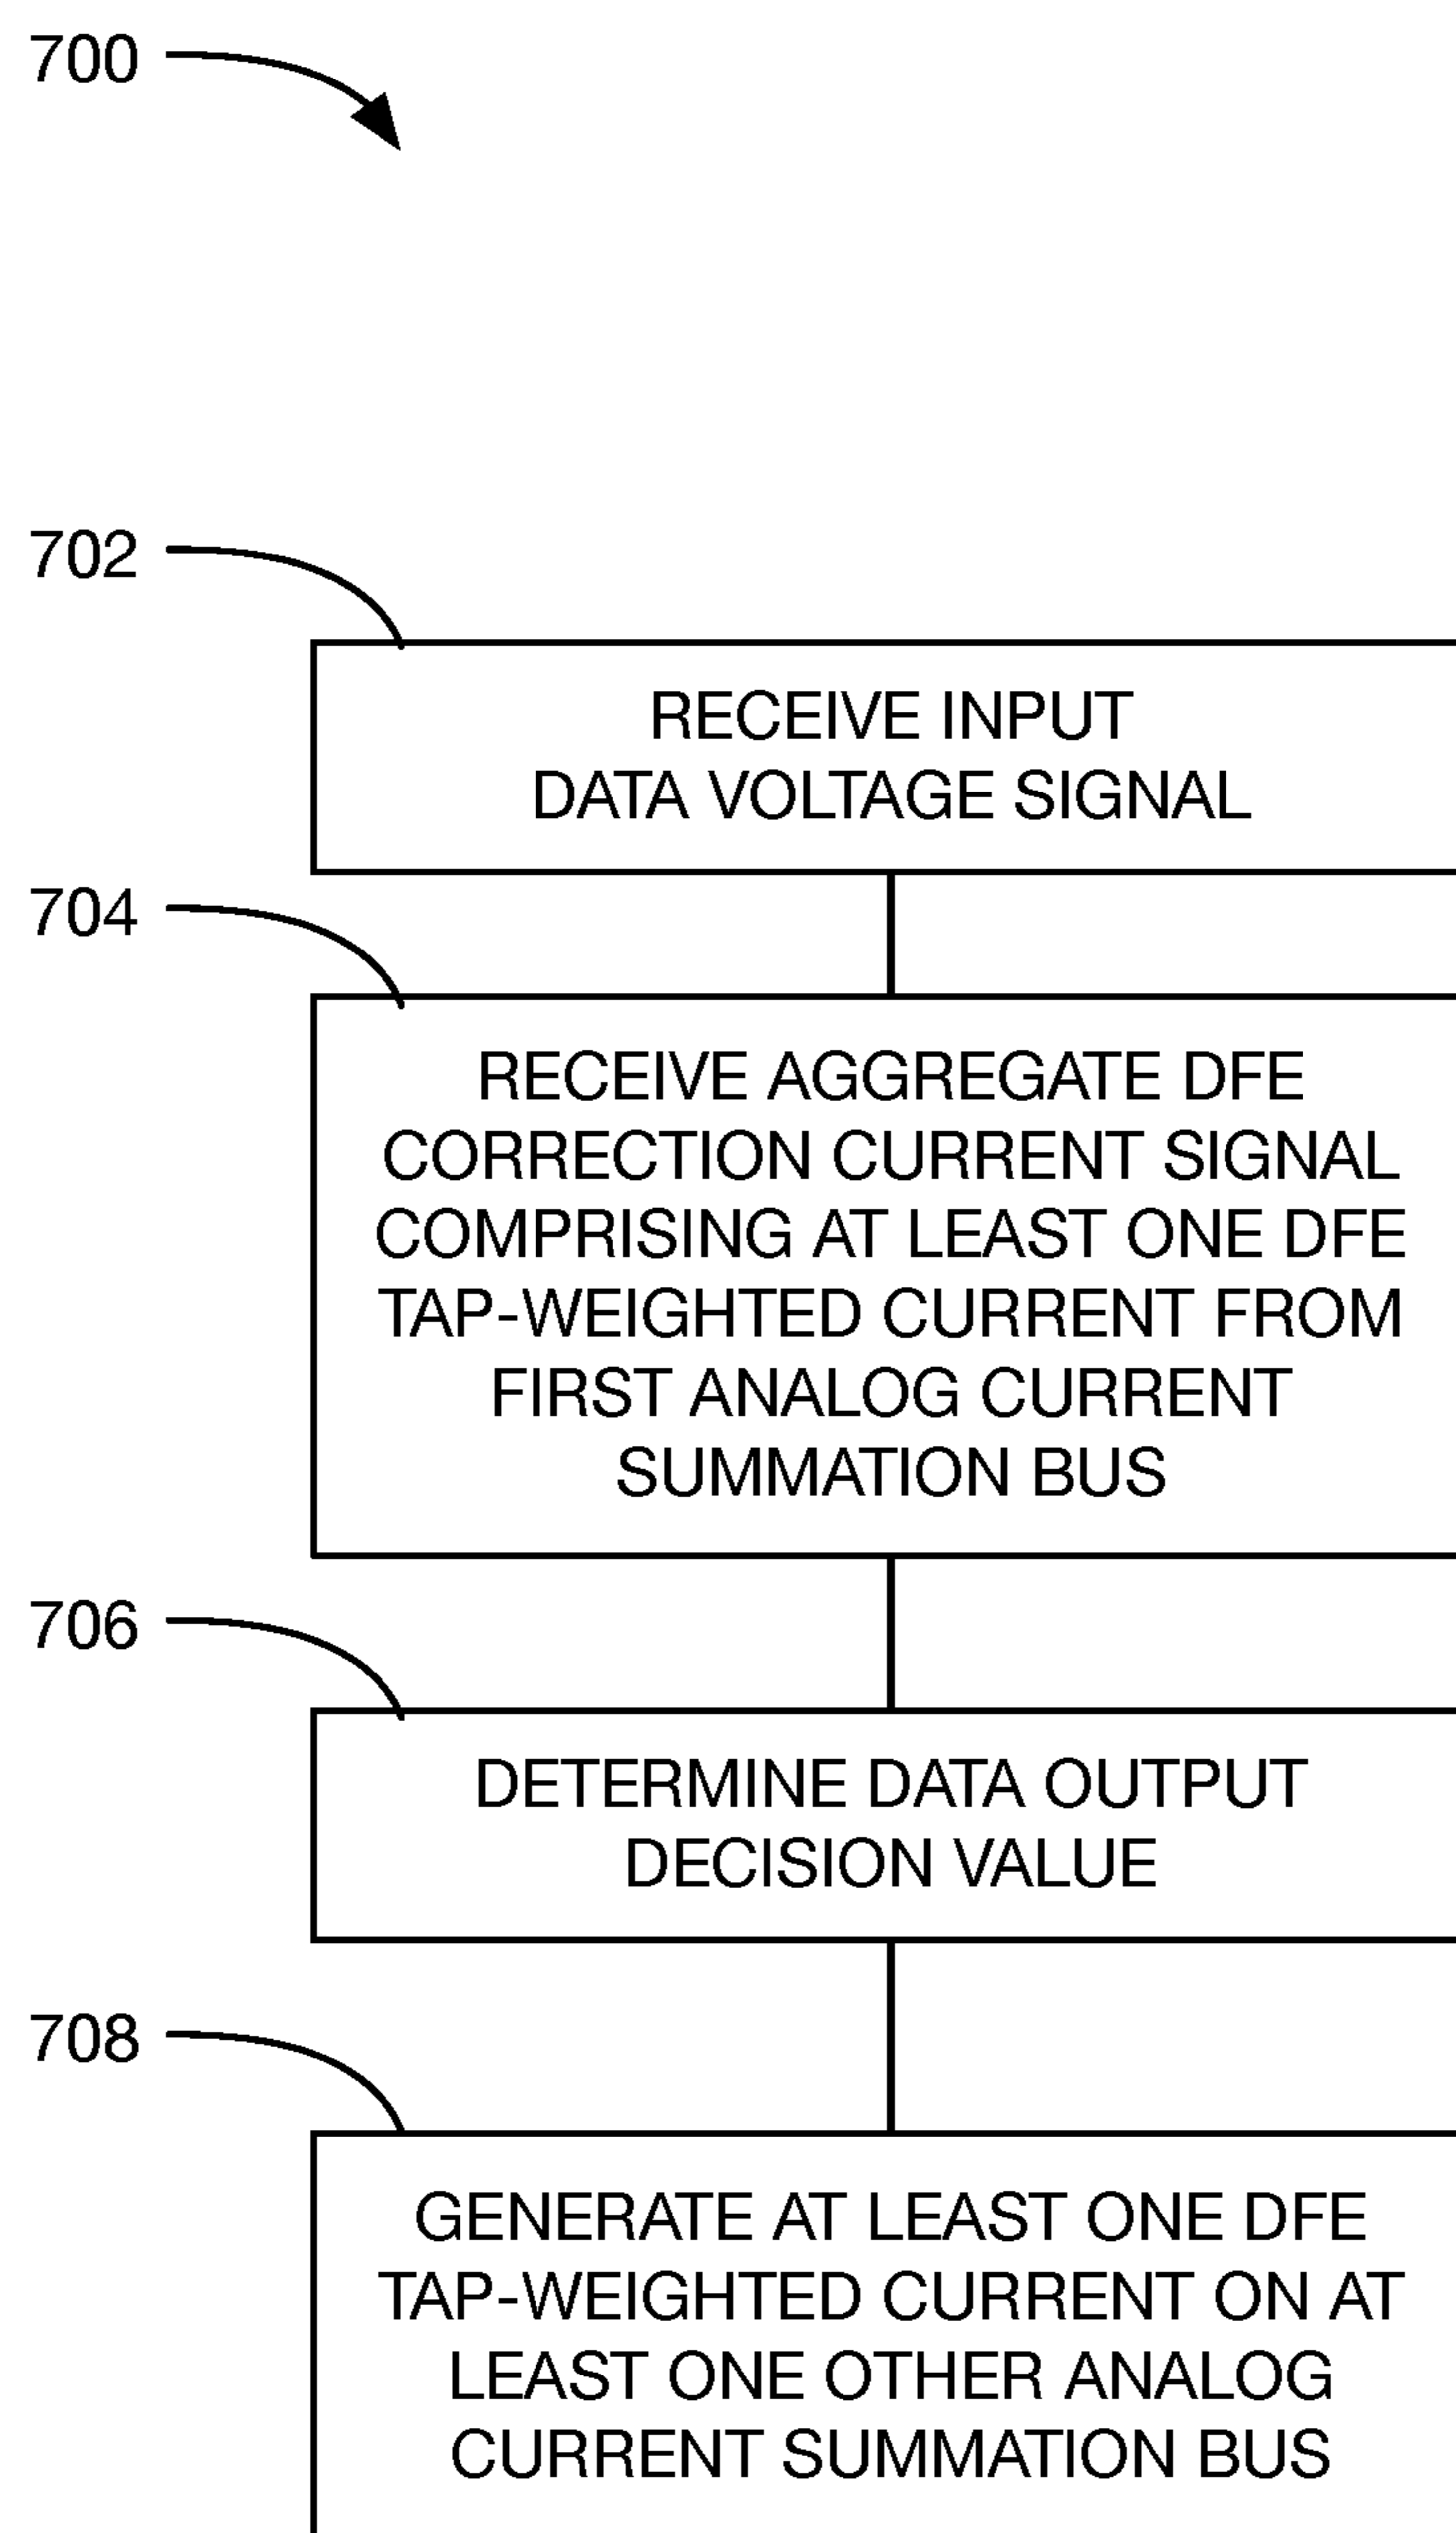 700
702
RECEIVE INPUT
DATA VOLTAGE SIGNAL
704
RECEIVE AGGREGATE DFE
CORRECTION CURRENT SIGNAL
COMPRISING AT LEAST ONE DFE
TAP-WEIGHTED CURRENT FROM
FIRST ANALOG CURRENT
SUMMATION BUS
706
DETERMINE DATA OUTPUT
DECISION VALUE
708
GENERATE AT LEAST ONE DFE
TAP-WEIGHTED CURRENT ON AT
LEAST ONE OTHER ANALOG
CURRENT SUMMATION BUS